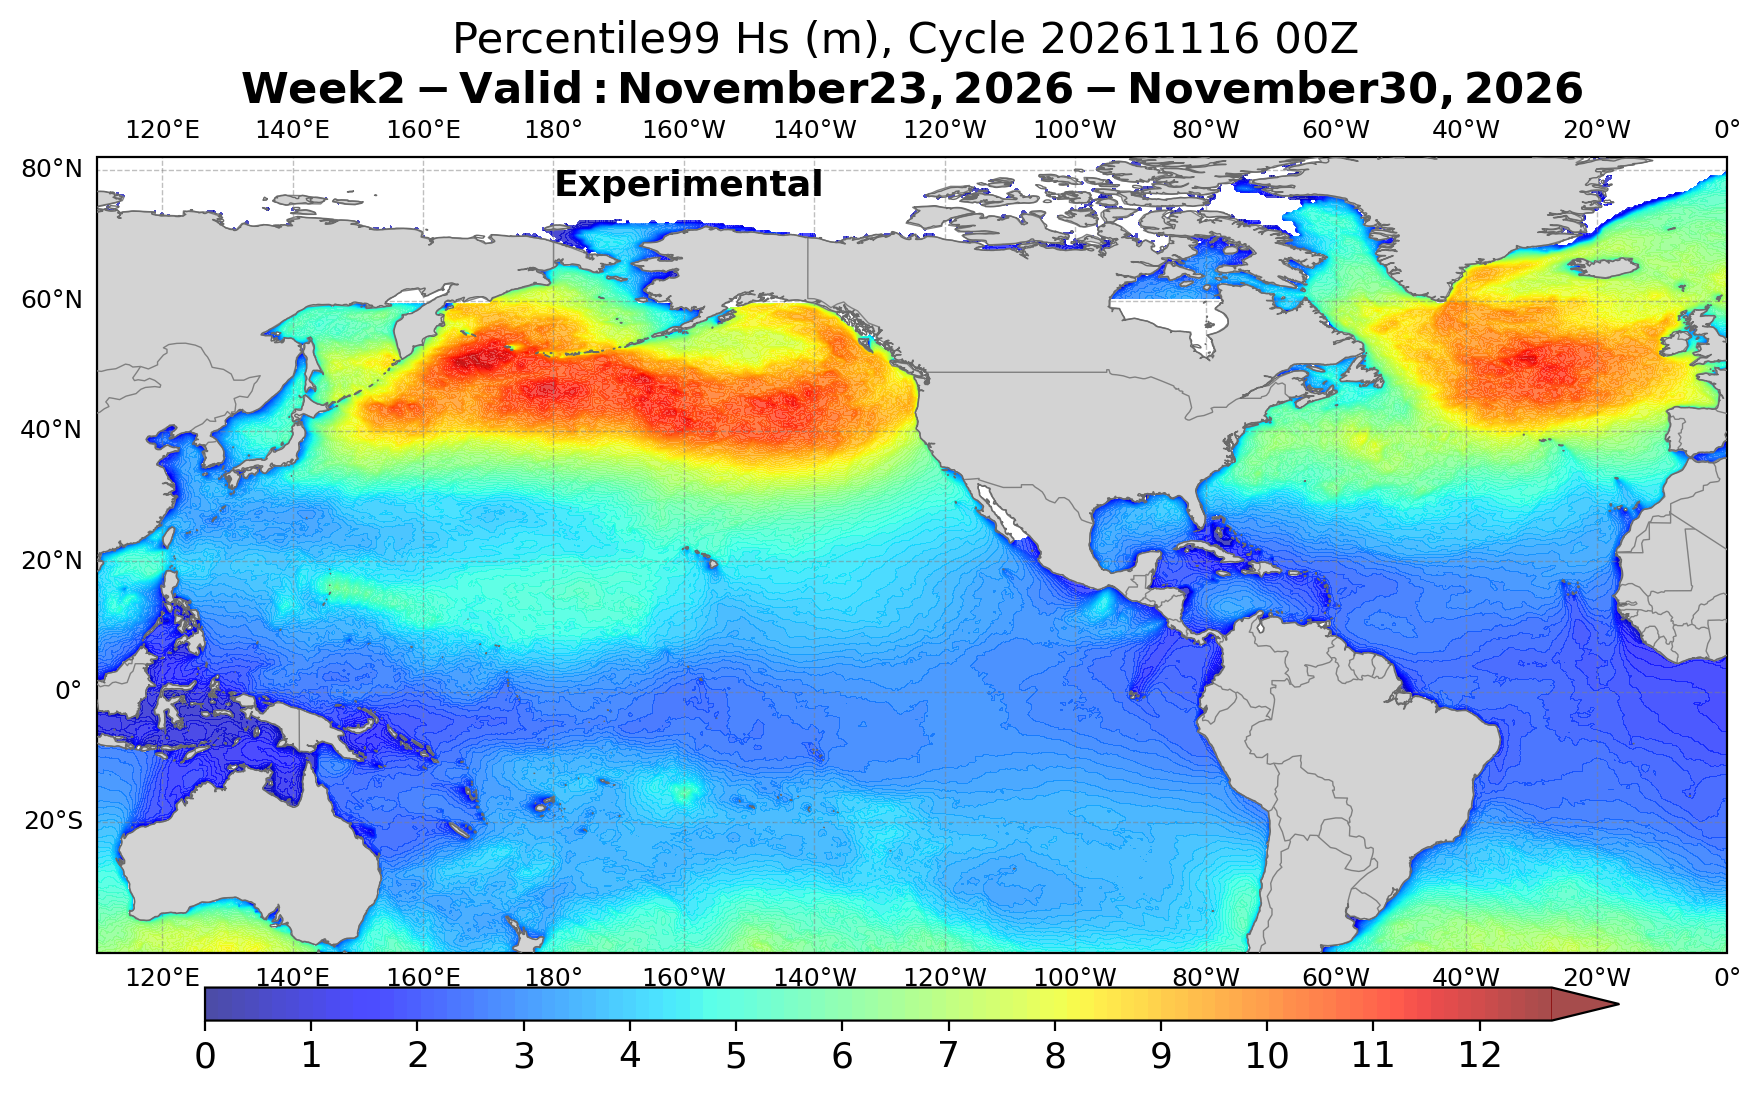 Percentile99 Hs (m), Cycle 20261116 00Z
Week2 − Valid : November23, 2026 − November30, 2026
120°E 140°E 160°E 180° 160°W 140°W 120°W 100°W 80°W 60°W 40°W 20°W 0°
80°N
Experimental
60°N
40°N
20°N
0°
20°S
120°E 140°E 160°E 180° 160°W 140°W 120°W 100°W 80°W 60°W 40°W 20°W 0°
0 1 2 3 4 5 6 7 8 9 10 11 12